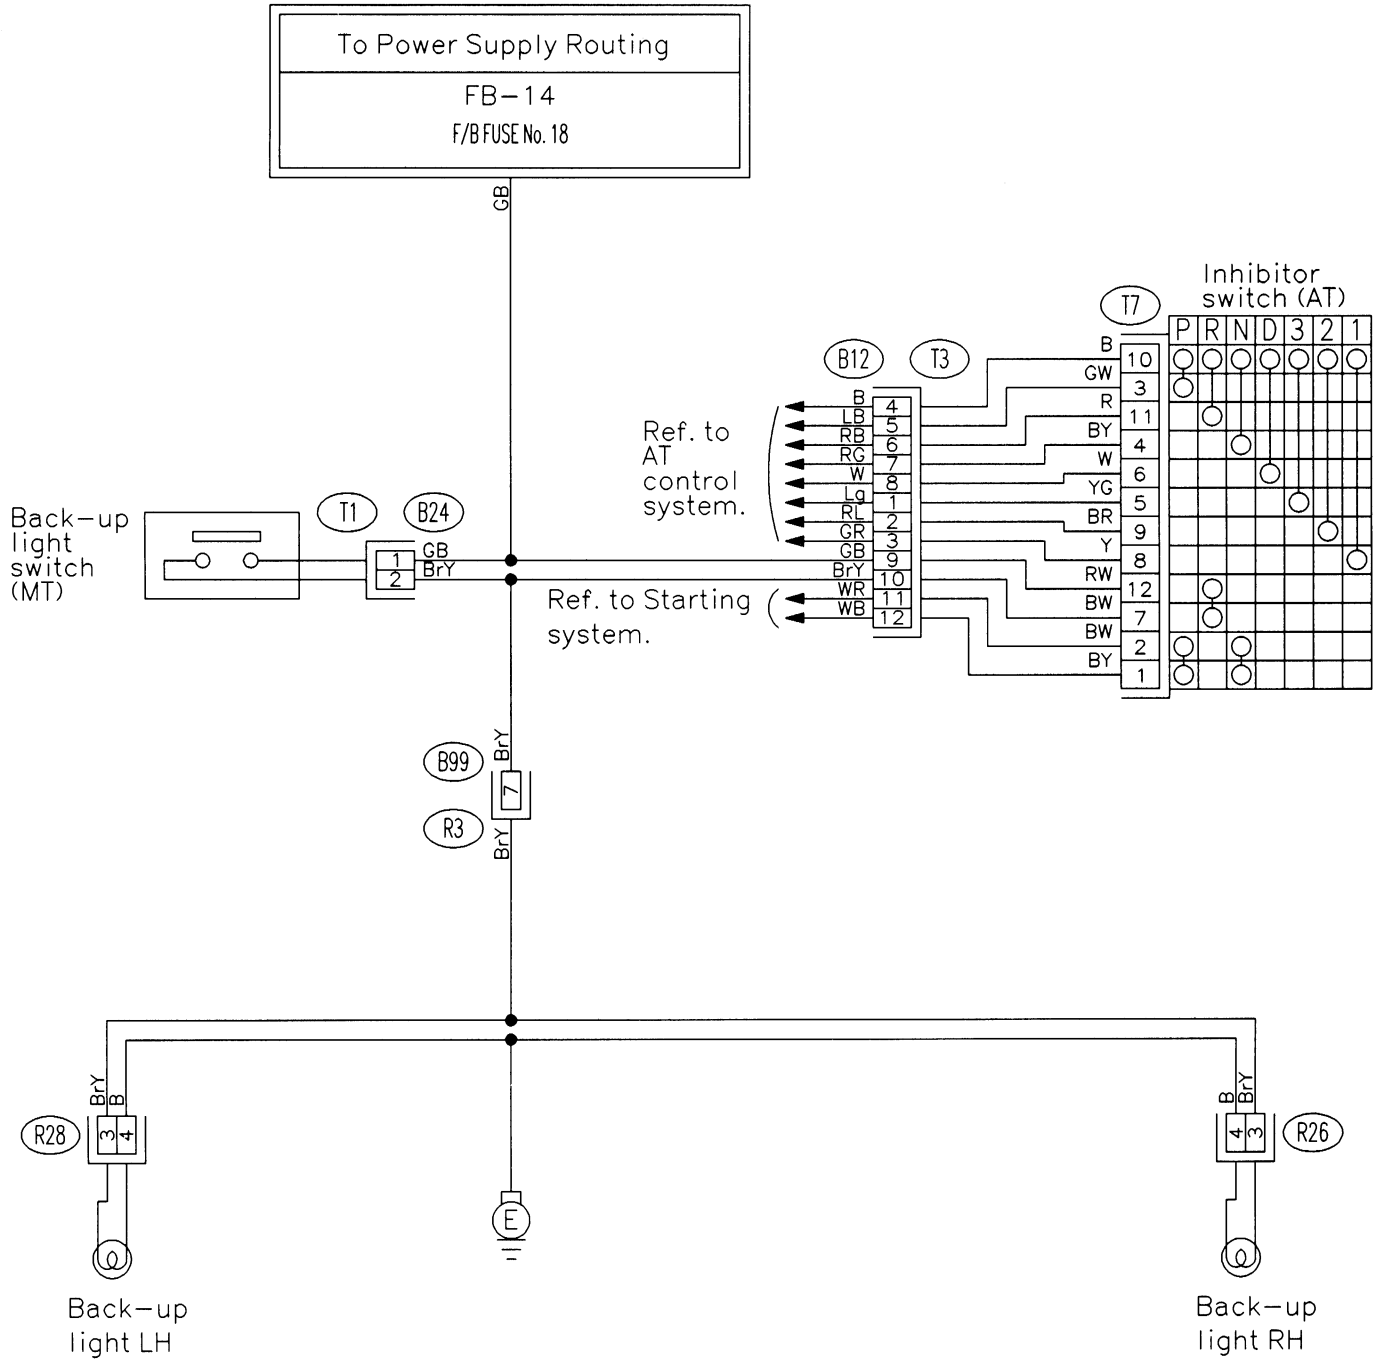 To Power Supply Routing
FB-14
F/B FUSE No. 18
GB
Inhibitor
switch (AT)
T7
P R N D 3 2 1
B12
T3
B 10
GW 3
R 11
BY 4
W 6
YG 5
BR 9
Y 8
RW 12
BW 7
BW 2
BY 1
B 4
LB 5
RB 6
RG 7
W 8
Lg 1
RL 2
GR 3
GB 9
BrY 10
WR 11
WB 12
Ref. to
AT
control
system.
Back-up
light
switch
(MT)
T1
B24
1 GB
2 BrY
Ref. to Starting
system.
BrY
B99
7
R3
BrY
BrY
B
R28
3
4
B
BrY
4
3
R26
E
Back-up
light LH
Back-up
light RH